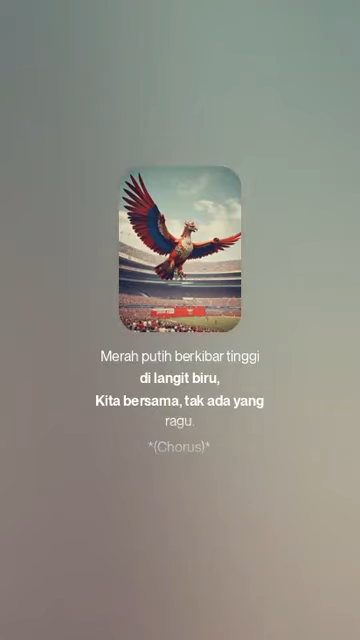 Merah putih berkibar tinggi
di langit biru,
Kita bersama, tak ada yang
ragu.
*(Chorus)*